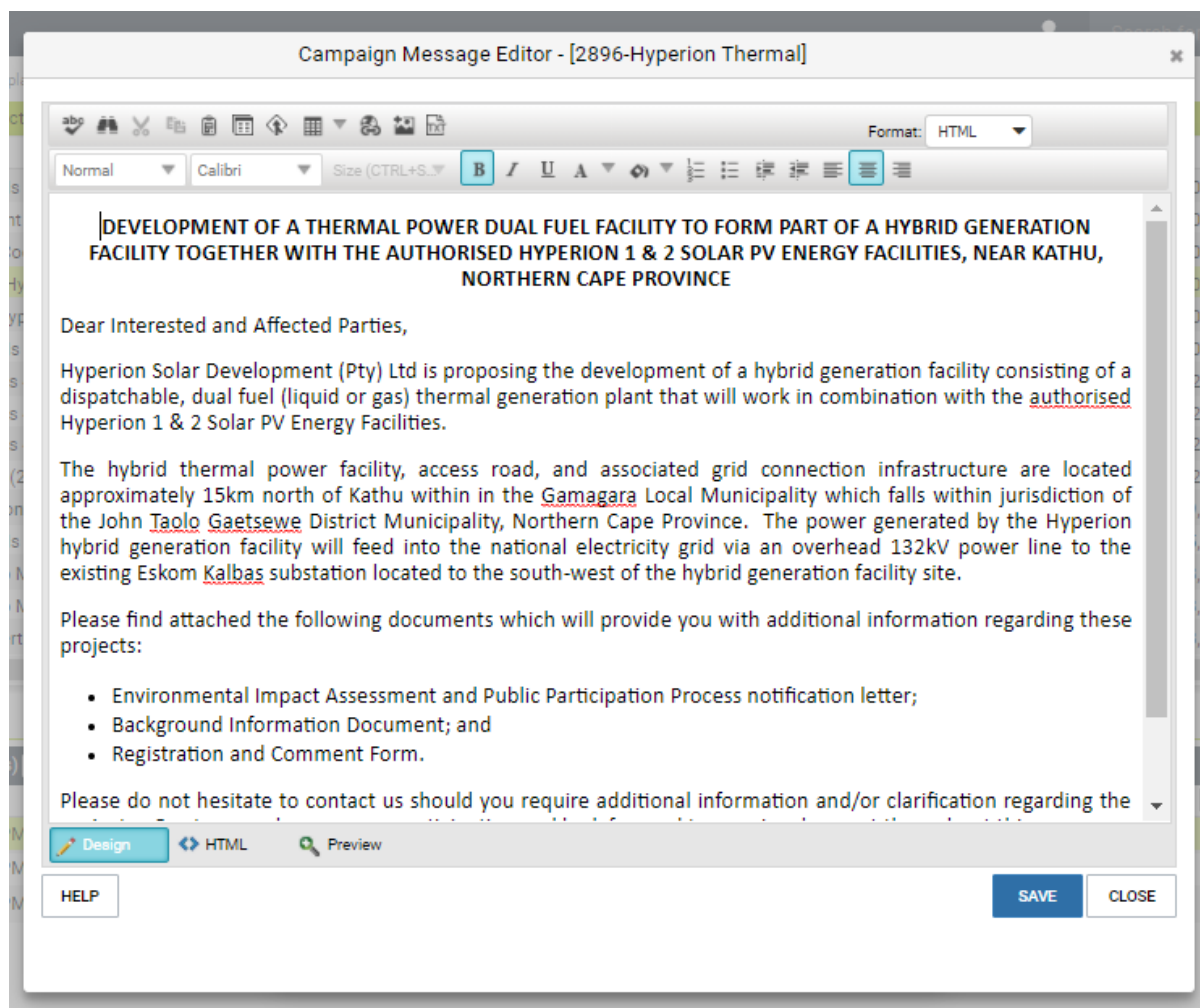 Campaign Message Editor - [2896-Hyperion Thermal]
abc
TXT
Format: HTML
Normal Calibri Size (CTRL+S... B I U A
DEVELOPMENT OF A THERMAL POWER DUAL FUEL FACILITY TO FORM PART OF A HYBRID GENERATION
FACILITY TOGETHER WITH THE AUTHORISED HYPERION 1 & 2 SOLAR PV ENERGY FACILITIES, NEAR KATHU,
NORTHERN CAPE PROVINCE
Dear Interested and Affected Parties,
Hyperion Solar Development (Pty) Ltd is proposing the development of a hybrid generation facility consisting of a
dispatchable, dual fuel (liquid or gas) thermal generation plant that will work in combination with the authorised
Hyperion 1 & 2 Solar PV Energy Facilities.
The hybrid thermal power facility, access road, and associated grid connection infrastructure are located
approximately 15km north of Kathu within in the Gamagara Local Municipality which falls within jurisdiction of
the John Taolo Gaetsewe District Municipality, Northern Cape Province. The power generated by the Hyperion
hybrid generation facility will feed into the national electricity grid via an overhead 132kV power line to the
existing Eskom Kalbas substation located to the south-west of the hybrid generation facility site.
Please find attached the following documents which will provide you with additional information regarding these
projects:
• Environmental Impact Assessment and Public Participation Process notification letter;
• Background Information Document; and
• Registration and Comment Form.
Please do not hesitate to contact us should you require additional information and/or clarification regarding the
Design HTML Preview
HELP SAVE CLOSE